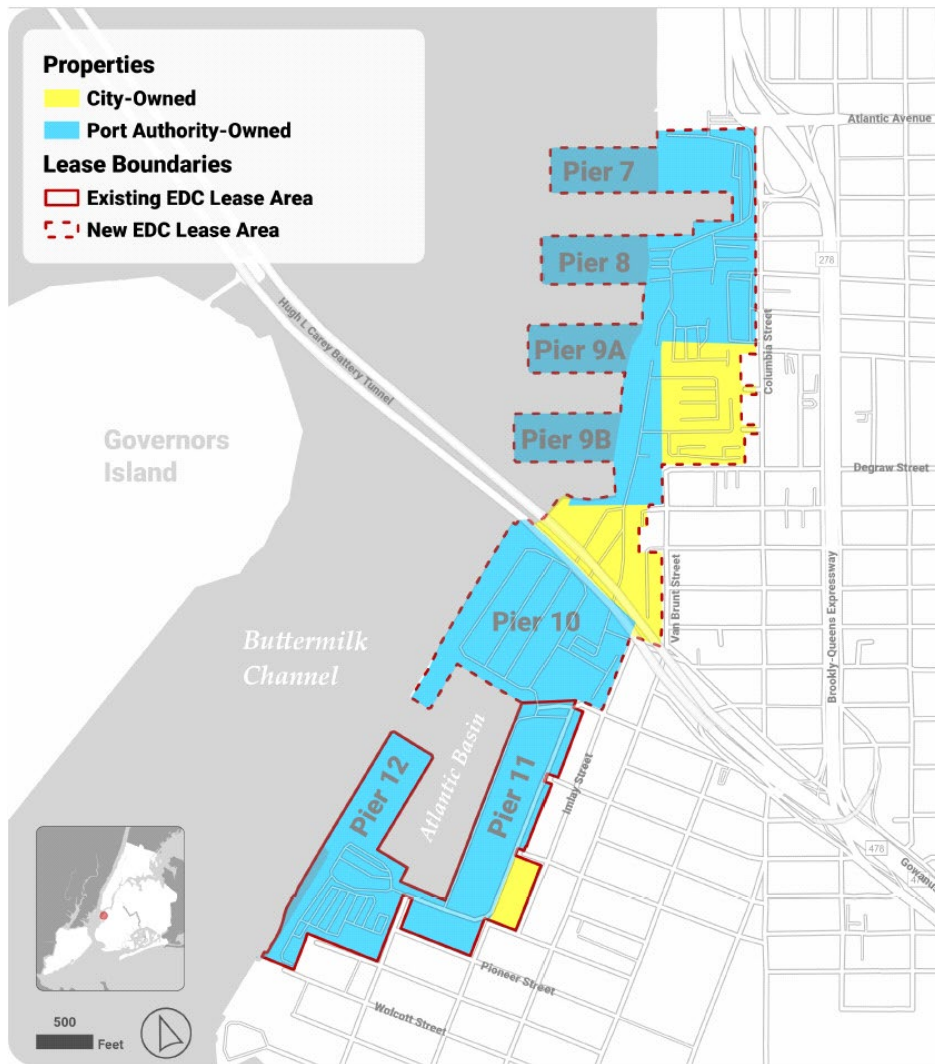 Properties
City-Owned
Port Authority-Owned
Lease Boundaries
Existing EDC Lease Area
New EDC Lease Area
Atlantic Avenue
Pier 7
Pier 8
278
Hugh L Carey Battery Tunnel
Pier 9A
Columbia Street
Governors
Island
Pier 9B
Degraw Street
Pier 10
Van Brunt Street
Brookly-Queens Expressway
Buttermilk
Channel
Atlantic Basin
Pier 12
Pier 11
Imlay Street
478
Gowanus
Pioneer Street
Wolcott Street
500
Feet